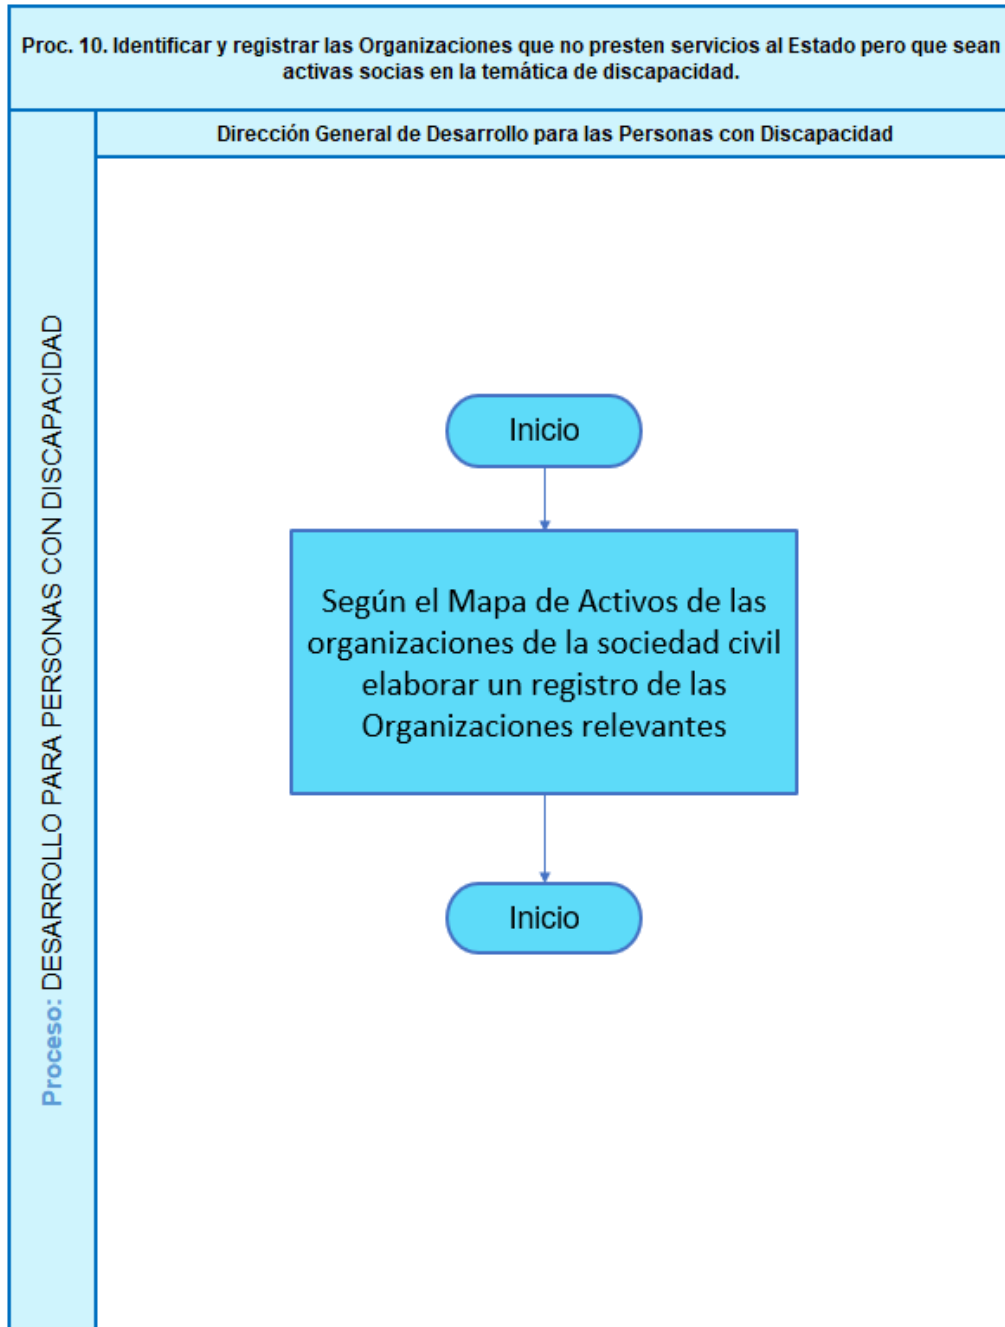 Proc. 10. Identificar y registrar las Organizaciones que no presten servicios al Estado pero que sean
activas socias en la temática de discapacidad.
Dirección General de Desarrollo para las Personas con Discapacidad
Proceso: DESARROLLO PARA PERSONAS CON DISCAPACIDAD
Inicio
Según el Mapa de Activos de las
organizaciones de la sociedad civil
elaborar un registro de las
Organizaciones relevantes
Inicio